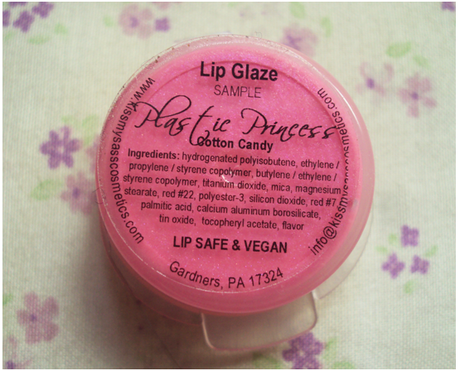 Lip Glaze
SAMPLE
Plastic Princess
Cotton Candy
Ingredients: hydrogenated polyisobutene, ethylene /
propylene / styrene copolymer, butylene / ethylene /
styrene copolymer, titanium dioxide, mica, magnesium
stearate, red #22, polyester-3, silicon dioxide, red #7,
palmitic acid, calcium aluminum borosilicate,
tin oxide, tocopheryl acetate, flavor
LIP SAFE & VEGAN
Gardners, PA 17324
www.kissmysasscosmetics.com
info@kissmysasscosmetics.com